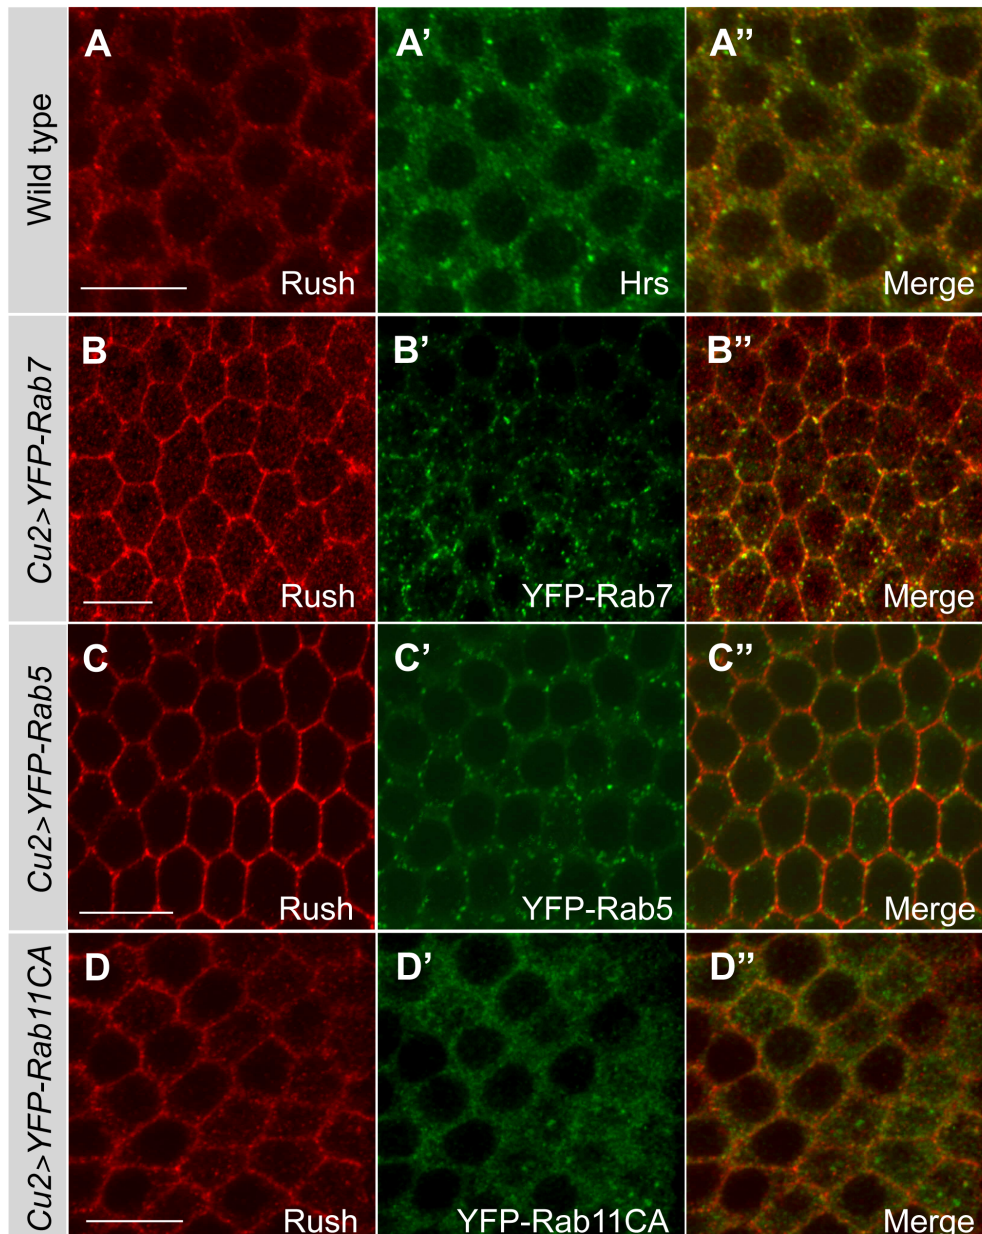 Wild type
A
Rush
A'
Hrs
A''
Merge
Cu2>YFP-Rab7
B
Rush
B'
YFP-Rab7
B''
Merge
Cu2>YFP-Rab5
C
Rush
C'
YFP-Rab5
C''
Merge
Cu2>YFP-Rab11CA
D
Rush
D'
YFP-Rab11CA
D''
Merge